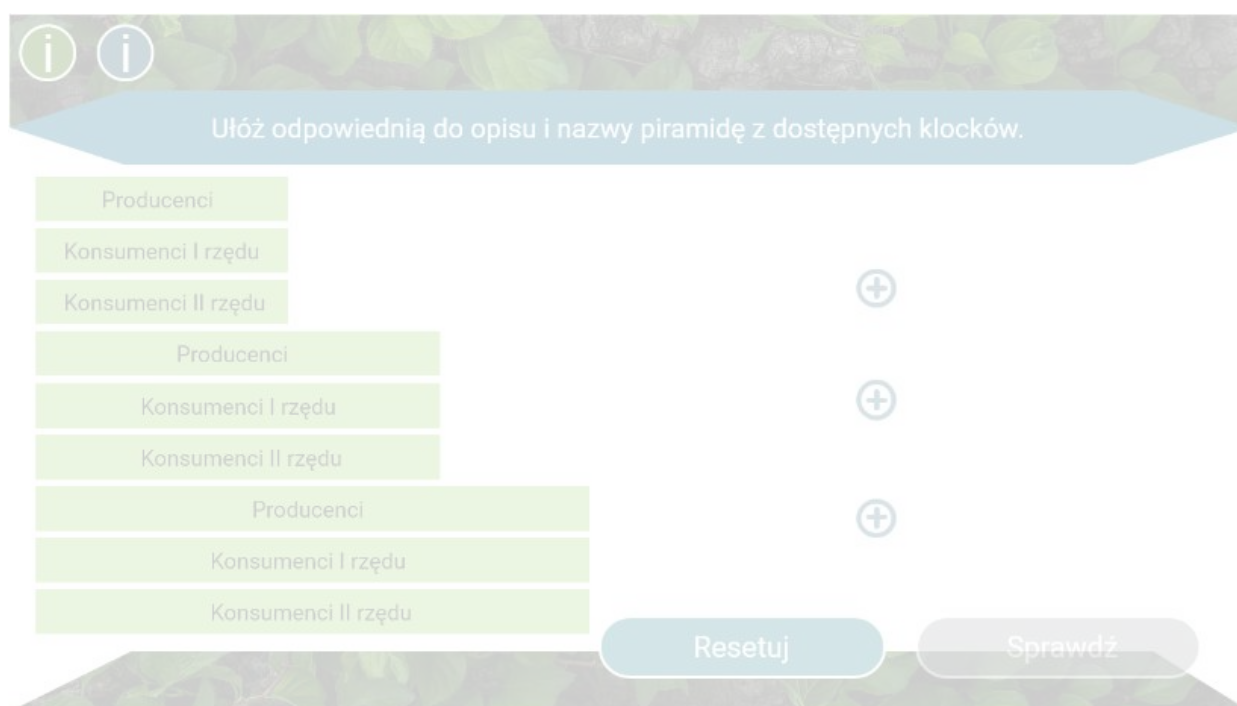 i i
Ułóż odpowiednią do opisu i nazwy piramidę z dostępnych klocków.
Producenci
Konsumenci I rzędu
Konsumenci II rzędu
Producenci
Konsumenci I rzędu
Konsumenci II rzędu
Producenci
Konsumenci I rzędu
Konsumenci II rzędu
Resetuj Sprawdź